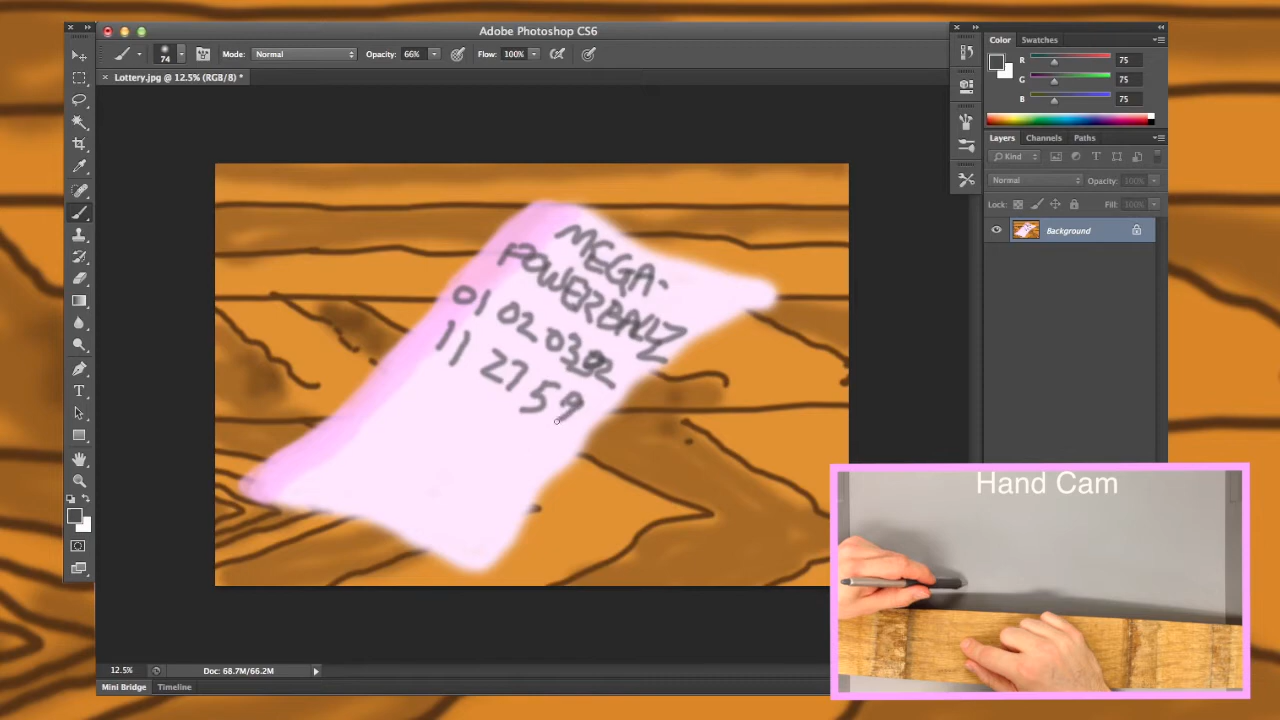 Adobe Photoshop CS6
74
Mode:
Normal
Opacity:
66%
Flow:
100%
Lottery.jpg @ 12.5% (RGB/8) *
Color
Swatches
R
75
G
75
B
75
Layers
Channels
Paths
Kind
Normal
Opacity:
100%
Lock:
Fill:
100%
Background
MEGA-
POWERBALLZ
01 02 03
11 27 59
Hand Cam
12.5%
Doc: 68.7M/66.2M
Mini Bridge
Timeline